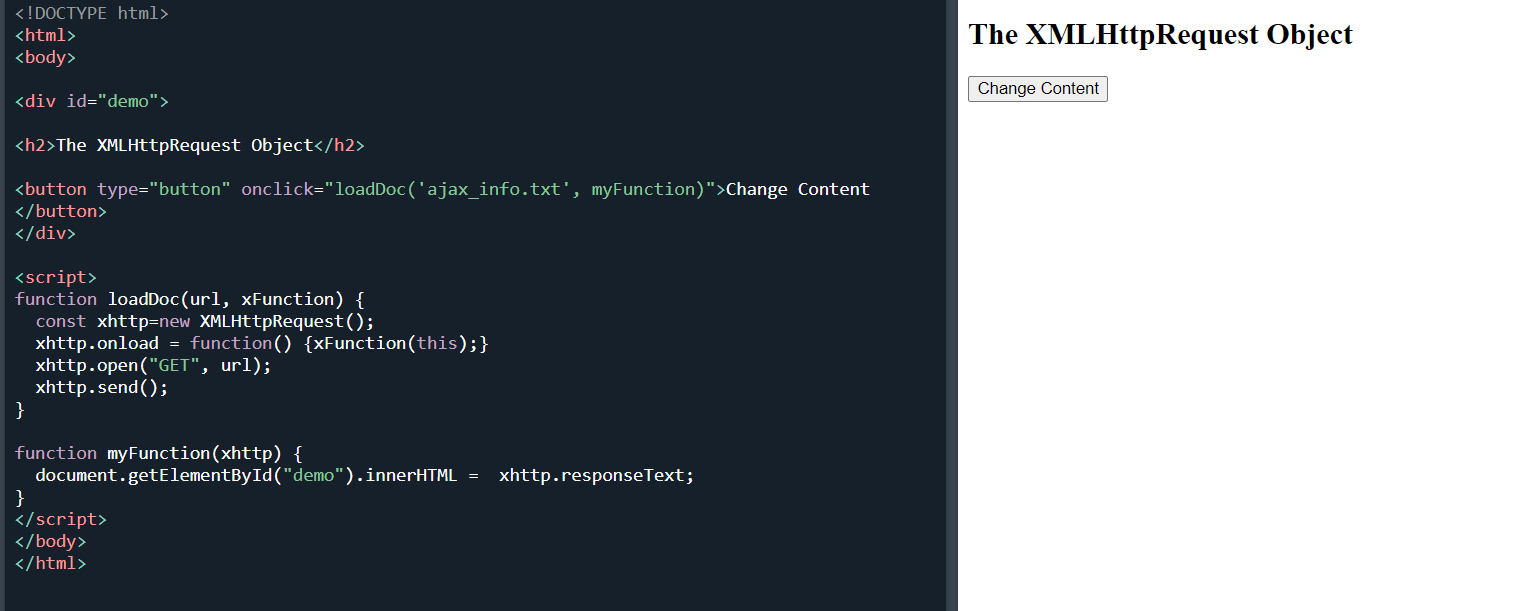 <!DOCTYPE html>
<html>
<body>
<div id="demo">
<h2>The XMLHttpRequest Object</h2>
<button type="button" onclick="loadDoc('ajax_info.txt', myFunction)">Change Content
</button>
</div>
<script>
function loadDoc(url, xFunction) {
  const xhttp=new XMLHttpRequest();
  xhttp.onload = function() {xFunction(this);}
  xhttp.open("GET", url);
  xhttp.send();
}
function myFunction(xhttp) {
  document.getElementById("demo").innerHTML =  xhttp.responseText;
}
</script>
</body>
</html>
The XMLHttpRequest Object
Change Content